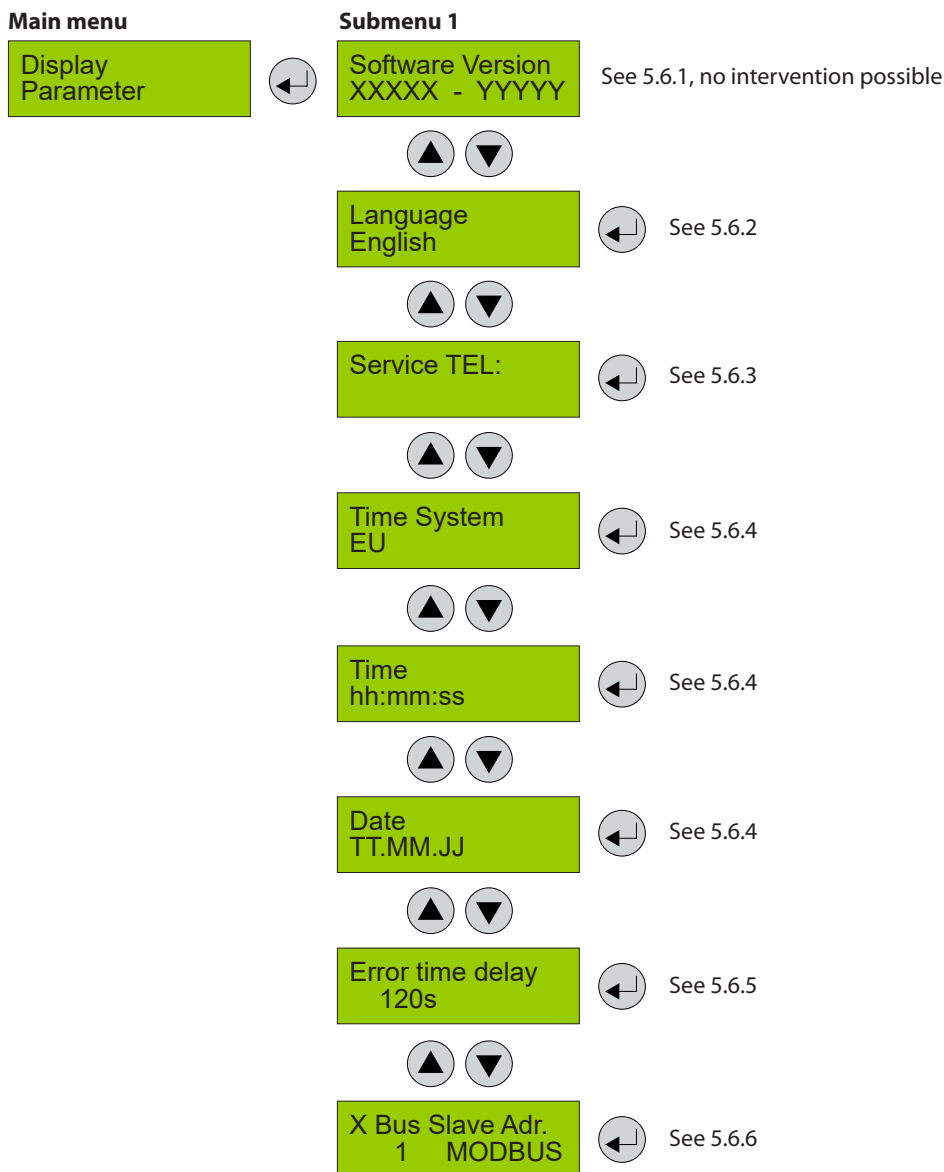 Main menu
Submenu 1
Display
Parameter
Software Version
XXXXX - YYYYY
See 5.6.1, no intervention possible
Language
English
See 5.6.2
Service TEL:
See 5.6.3
Time System
EU
See 5.6.4
Time
hh:mm:ss
See 5.6.4
Date
TT.MM.JJ
See 5.6.4
Error time delay
120s
See 5.6.5
X Bus Slave Adr.
1 MODBUS
See 5.6.6